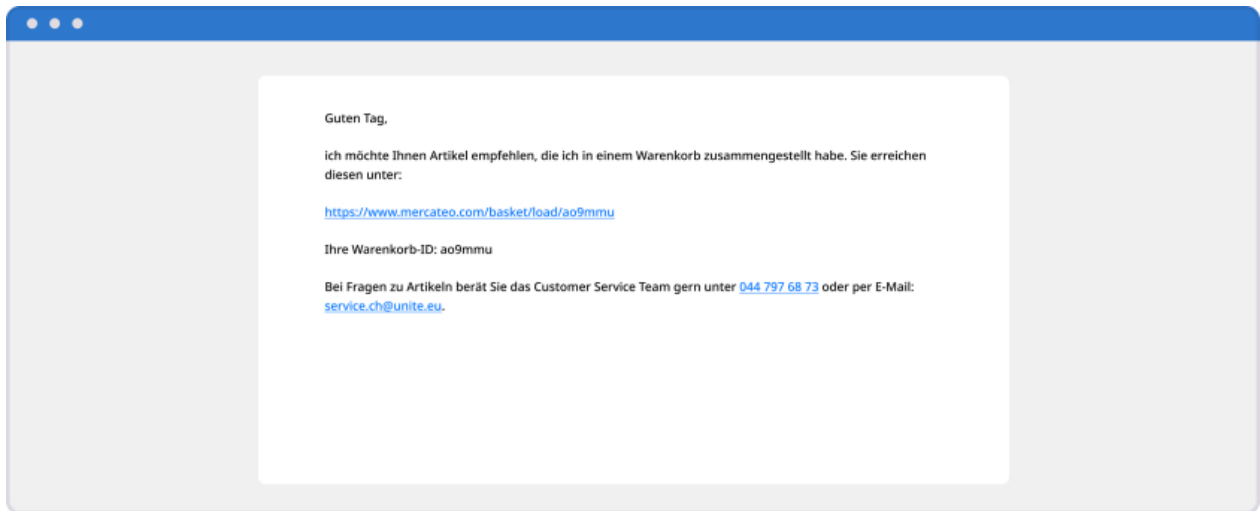 Guten Tag,
ich möchte Ihnen Artikel empfehlen, die ich in einem Warenkorb zusammengestellt habe. Sie erreichen
diesen unter:
https://www.mercateo.com/basket/load/ao9mmu
Ihre Warenkorb-ID: ao9mmu
Bei Fragen zu Artikeln berät Sie das Customer Service Team gern unter 044 797 68 73 oder per E-Mail:
service.ch@unite.eu.